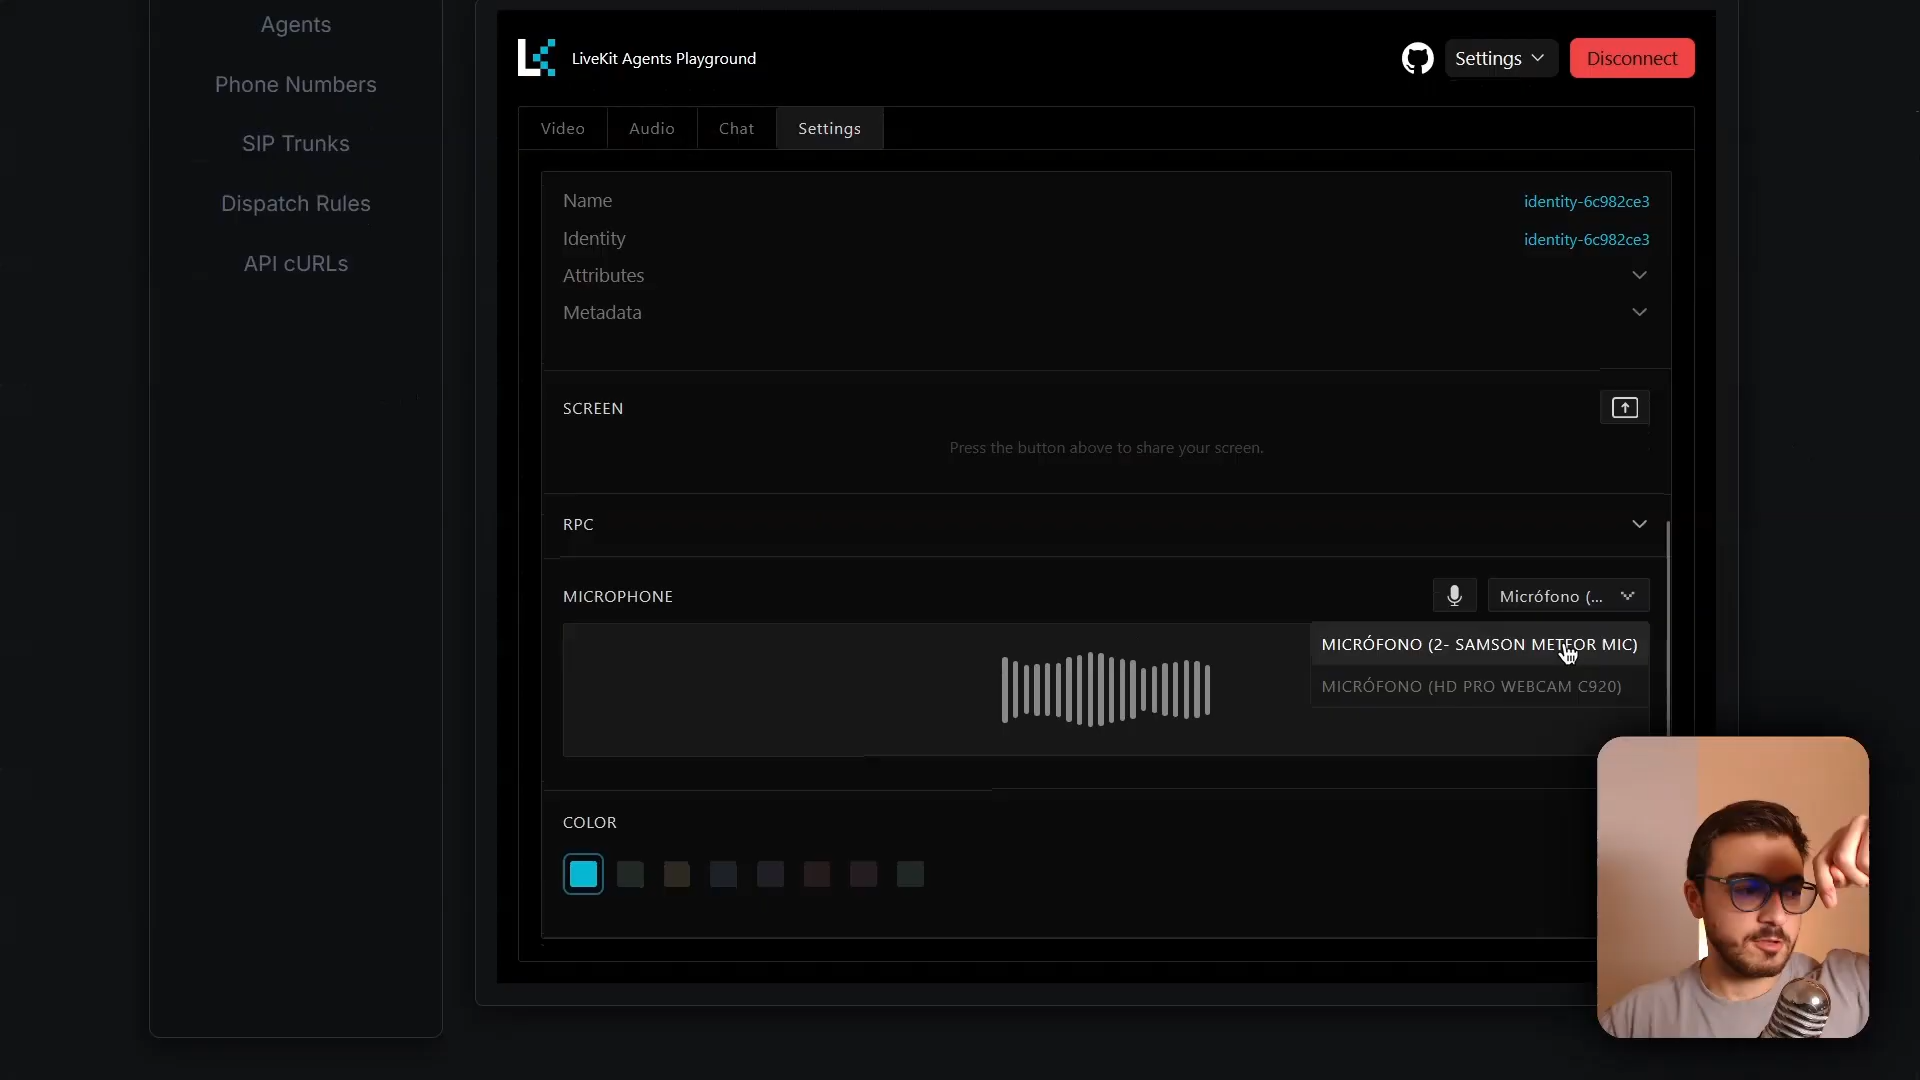 Agents
Phone Numbers
SIP Trunks
Dispatch Rules
API cURLs
LiveKit Agents Playground
Settings
Disconnect
Video
Audio
Chat
Settings
Name
identity-6c982ce3
Identity
identity-6c982ce3
Attributes
Metadata
SCREEN
Press the button above to share your screen.
RPC
MICROPHONE
Micrófono (...
MICRÓFONO (2- SAMSON METEOR MIC)
MICRÓFONO (HD PRO WEBCAM C920)
COLOR